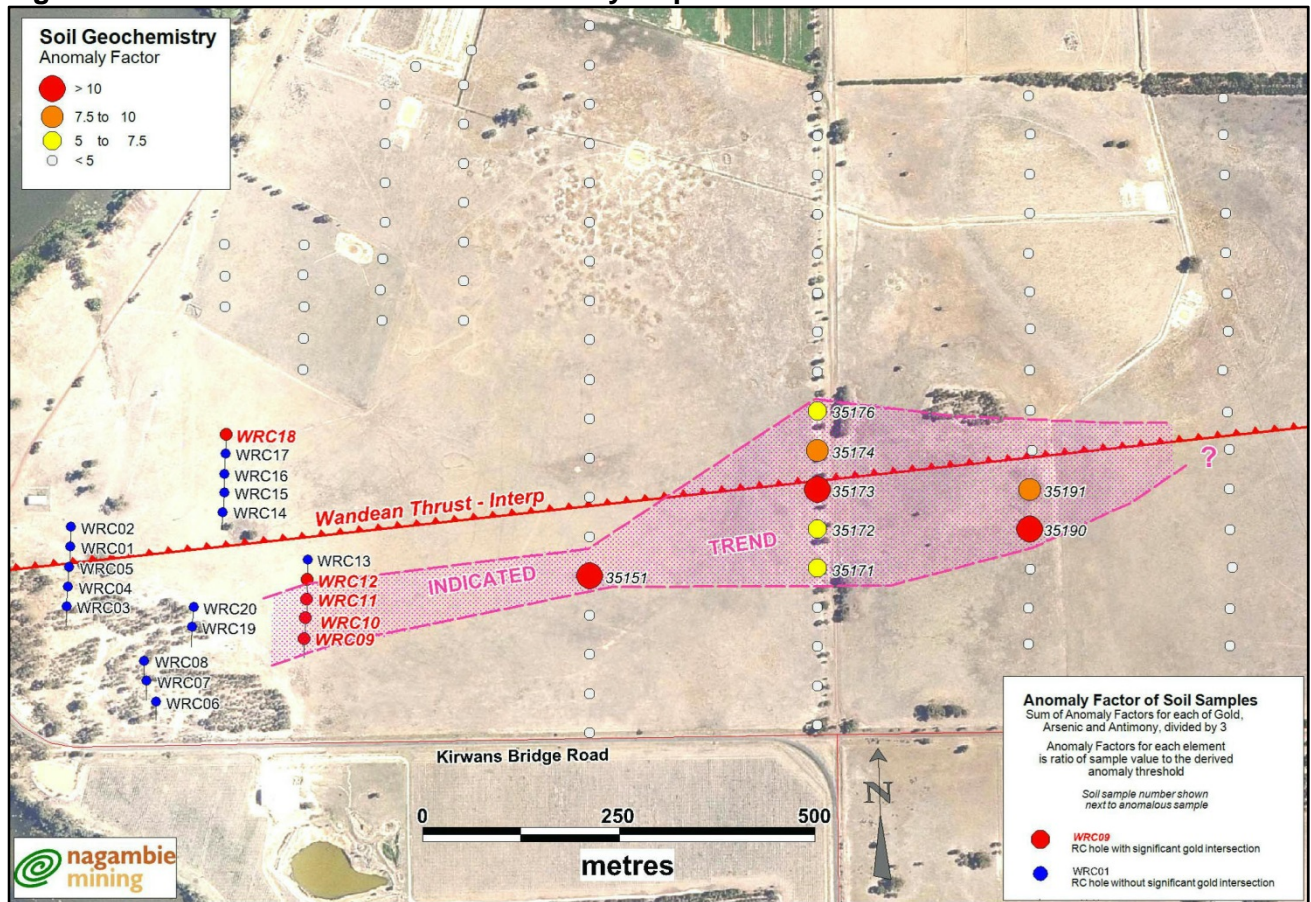 Soil Geochemistry
Anomaly Factor
> 10
7.5 to 10
5 to 7.5
< 5
35176
35174
35173
35191
35172
35190
35171
35151
WRC18
WRC17
WRC16
WRC15
WRC14
Wandean Thrust - Interp
?
TREND
INDICATED
WRC02
WRC01
WRC05
WRC04
WRC03
WRC13
WRC12
WRC11
WRC10
WRC09
WRC20
WRC19
WRC08
WRC07
WRC06
Kirwans Bridge Road
0 250 500
metres
N
nagambie
mining
Anomaly Factor of Soil Samples
Sum of Anomaly Factors for each of Gold,
Arsenic and Antimony, divided by 3
Anomaly Factors for each element
is ratio of sample value to the derived
anomaly threshold
Soil sample number shown
next to anomalous sample
WRC09
RC hole with significant gold intersection
WRC01
RC hole without significant gold intersection